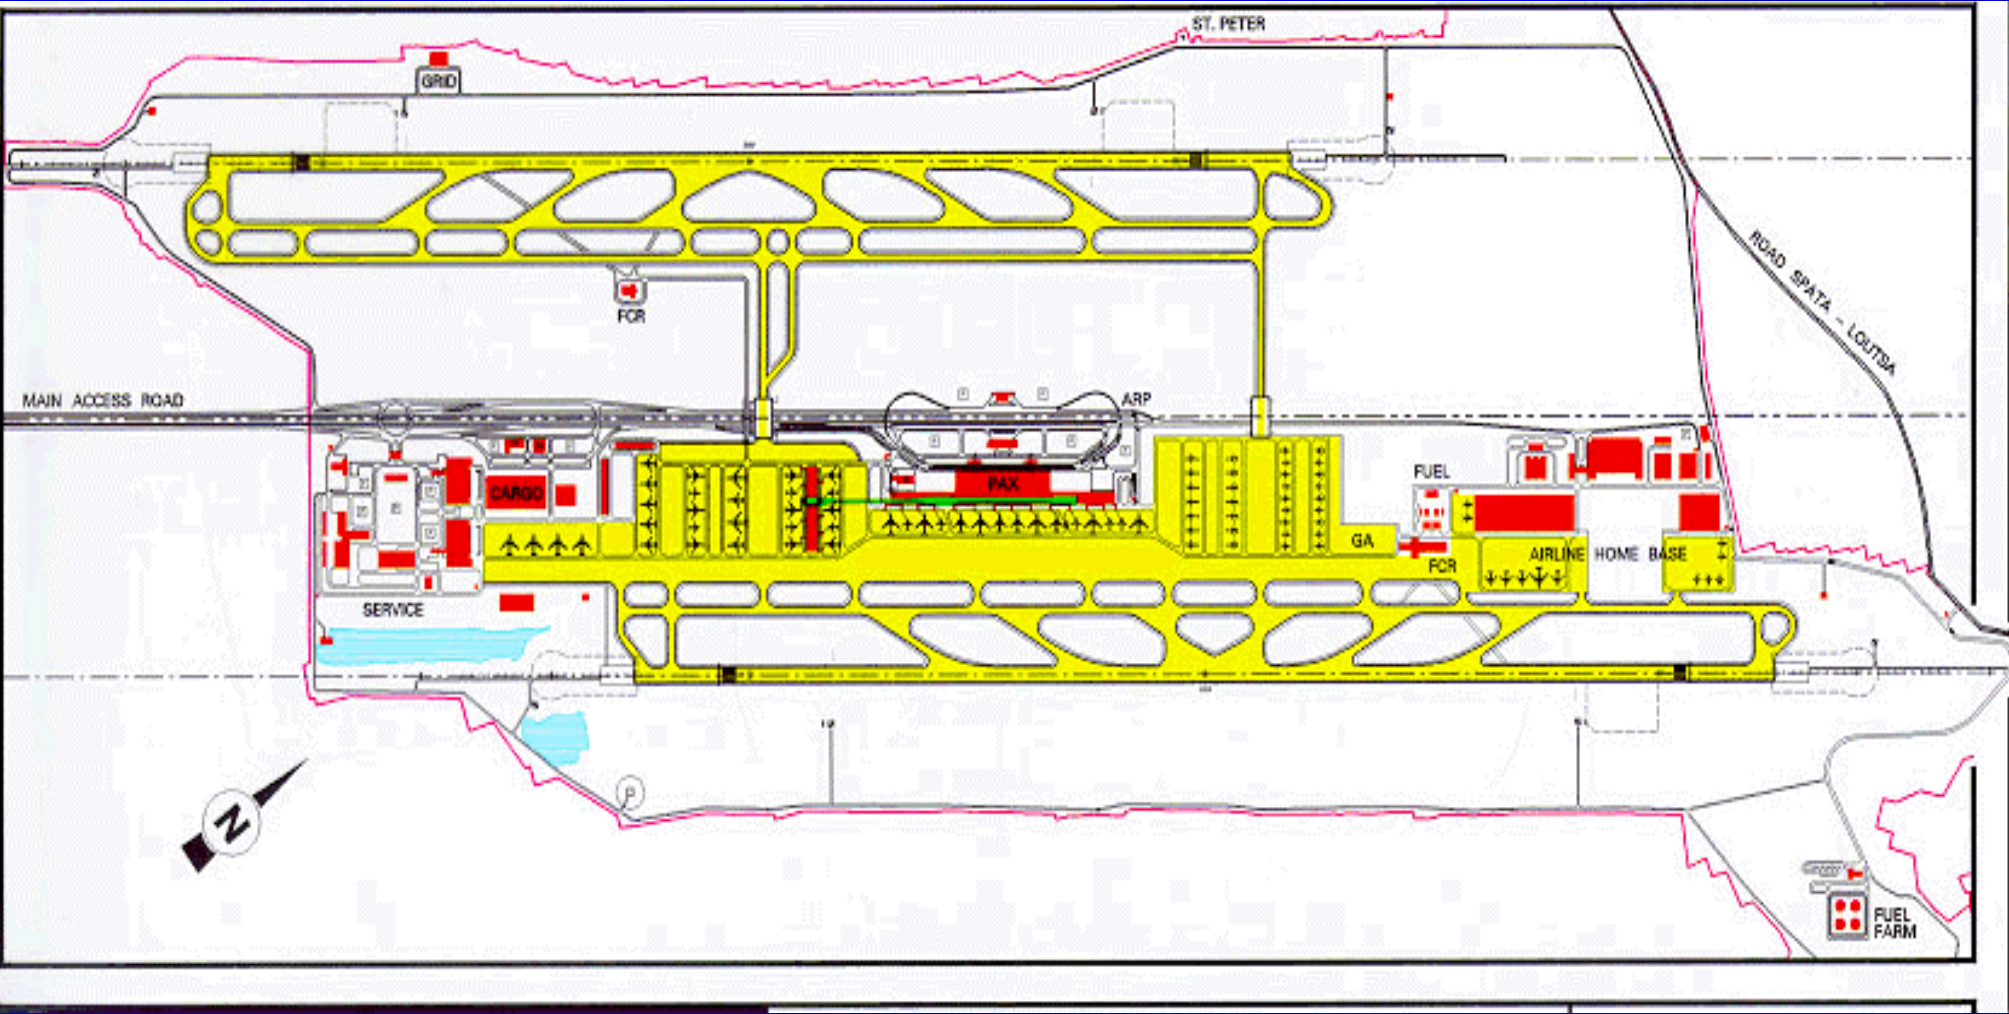 ST. PETER
GRID
ROAD SPATA - LOUTSA
FCR
MAIN ACCESS ROAD
ARP
CARGO
PAX
FUEL
GA
FCR
AIRLINE HOME BASE
SERVICE
P
N
FUEL
FARM